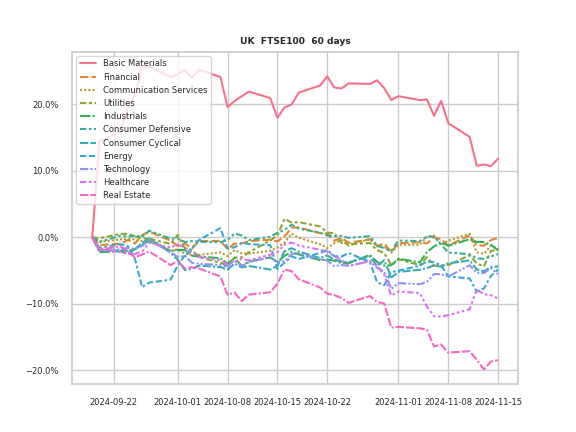 UK  FTSE100  60 days
Basic Materials
Financial
Communication Services
Utilities
Industrials
Consumer Defensive
Consumer Cyclical
Energy
Technology
Healthcare
Real Estate
20.0%
10.0%
0.0%
−10.0%
−20.0%
2024-09-22 2024-10-01 2024-10-08 2024-10-15 2024-10-22 2024-11-01 2024-11-08 2024-11-15